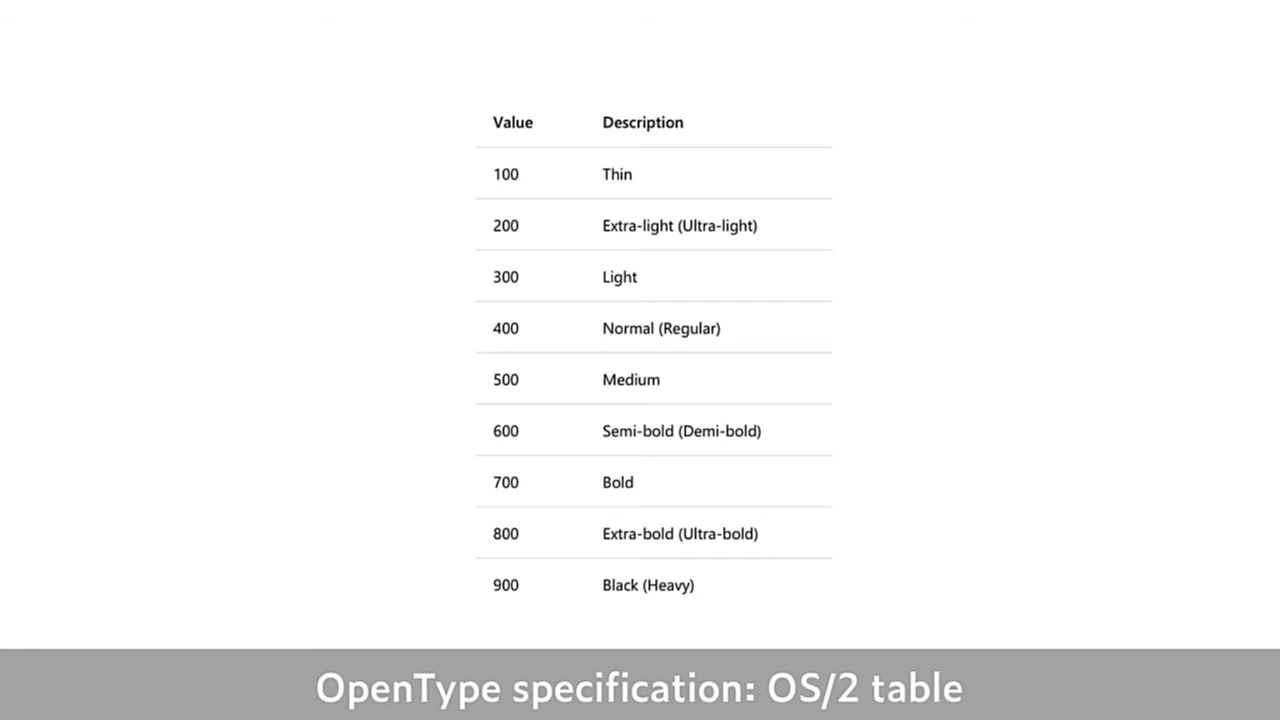 Value Description
100 Thin
200 Extra-light (Ultra-light)
300 Light
400 Normal (Regular)
500 Medium
600 Semi-bold (Demi-bold)
700 Bold
800 Extra-bold (Ultra-bold)
900 Black (Heavy)
OpenType specification: OS/2 table